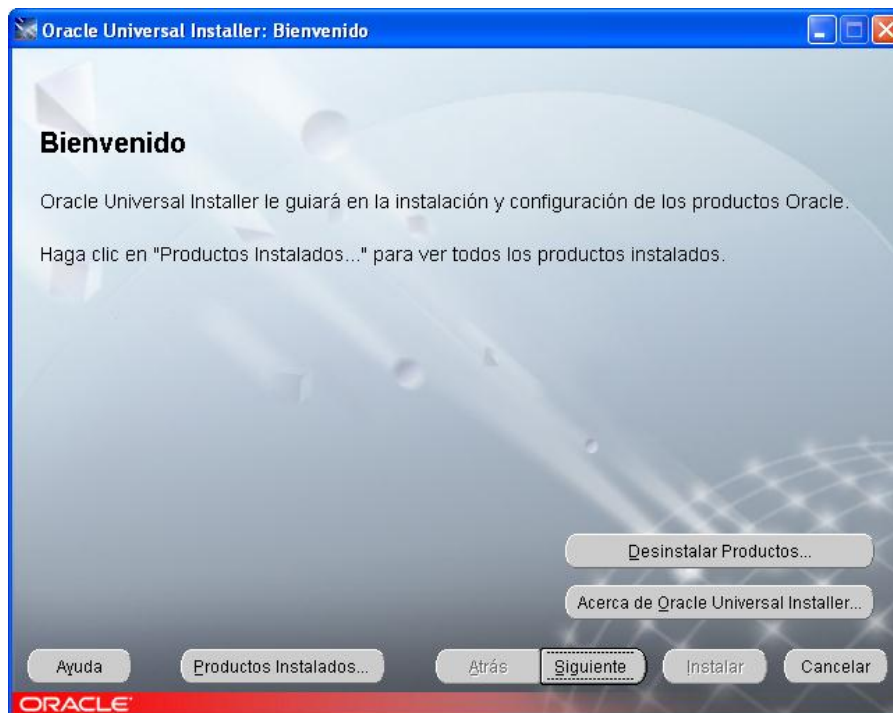 Oracle Universal Installer: Bienvenido
Bienvenido
Oracle Universal Installer le guiará en la instalación y configuración de los productos Oracle.
Haga clic en "Productos Instalados..." para ver todos los productos instalados.
Desinstalar Productos...
Acerca de Oracle Universal Installer...
Ayuda Productos Instalados... Atrás Siguiente Instalar Cancelar
ORACLE